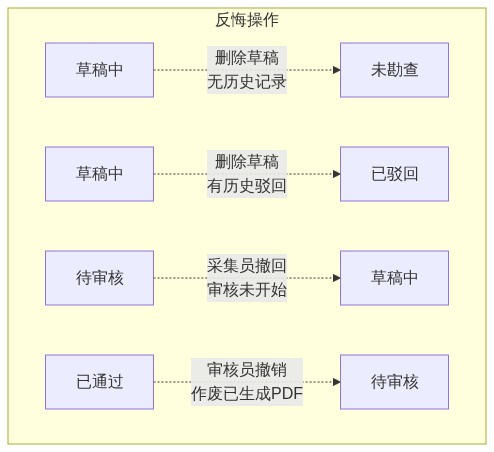 反悔操作
草稿中
删除草稿
无历史记录
未勘查
草稿中
删除草稿
有历史驳回
已驳回
待审核
采集员撤回
审核未开始
草稿中
已通过
审核员撤销
作废已生成PDF
待审核